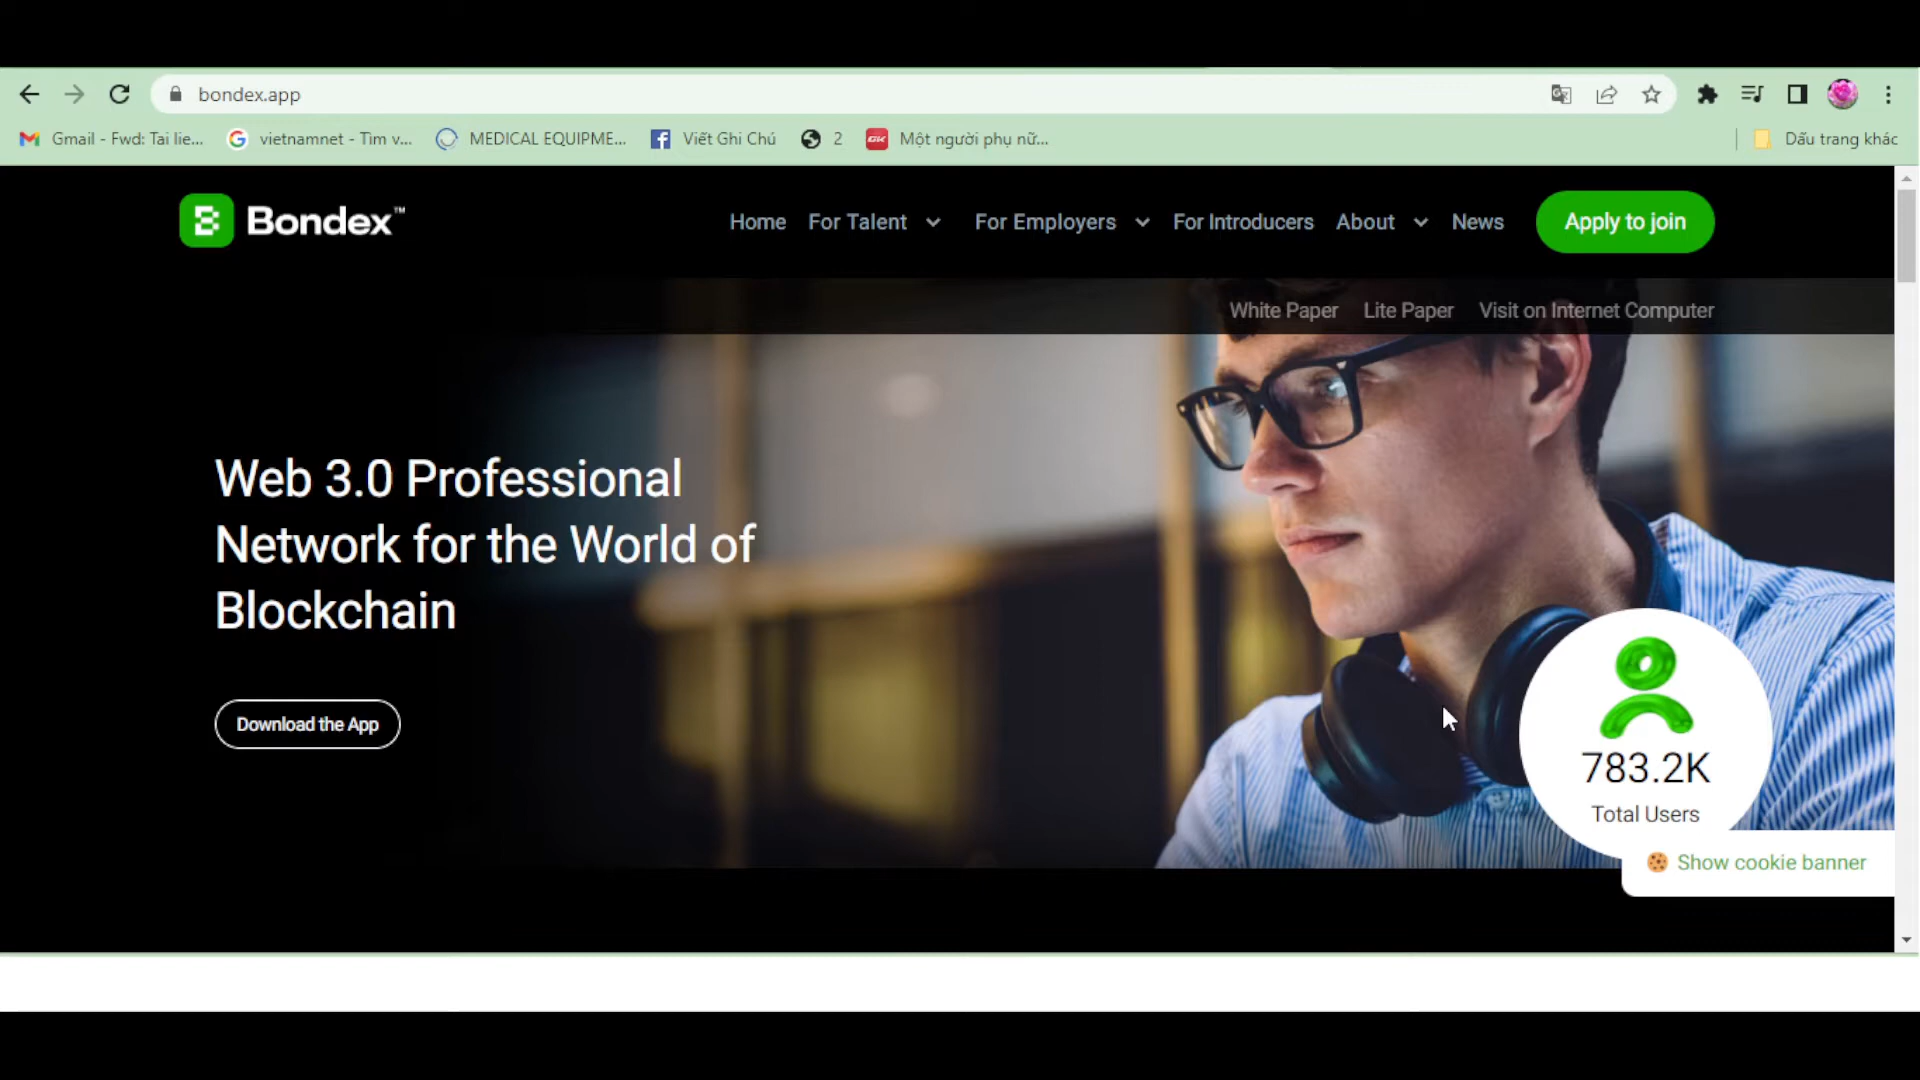 bondex.app
Gmail - Fwd: Tai lie... vietnamnet - Tìm v... MEDICAL EQUIPME... Viết Ghi Chú 2 Một người phụ nữ... Dấu trang khác
Bondex™ Home For Talent For Employers For Introducers About News Apply to join
White Paper Lite Paper Visit on Internet Computer
Web 3.0 Professional
Network for the World of
Blockchain
Download the App
783.2K
Total Users
Show cookie banner